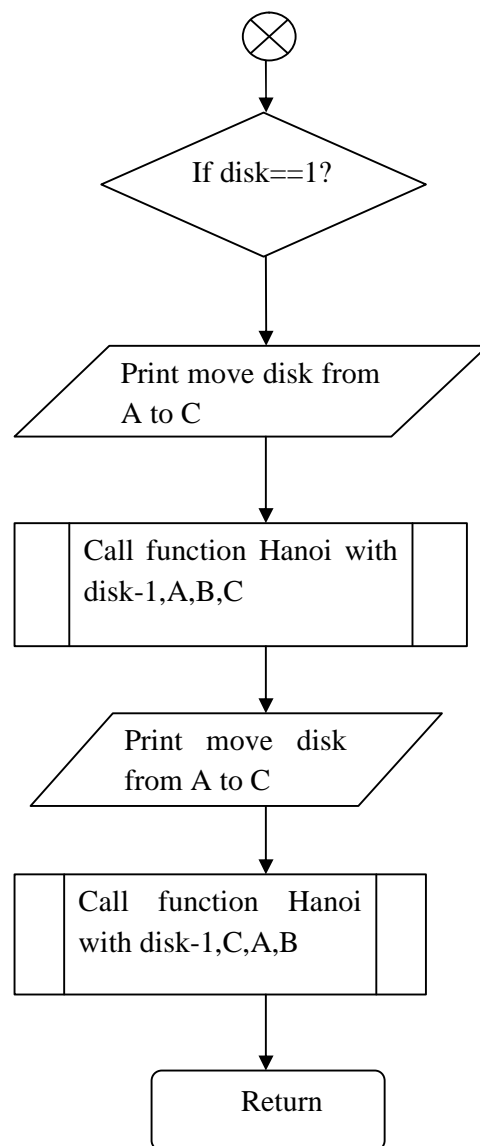 If disk==1?
Print move disk from
A to C
Call function Hanoi with
disk-1,A,B,C
Print move disk
from A to C
Call function Hanoi
with disk-1,C,A,B
Return